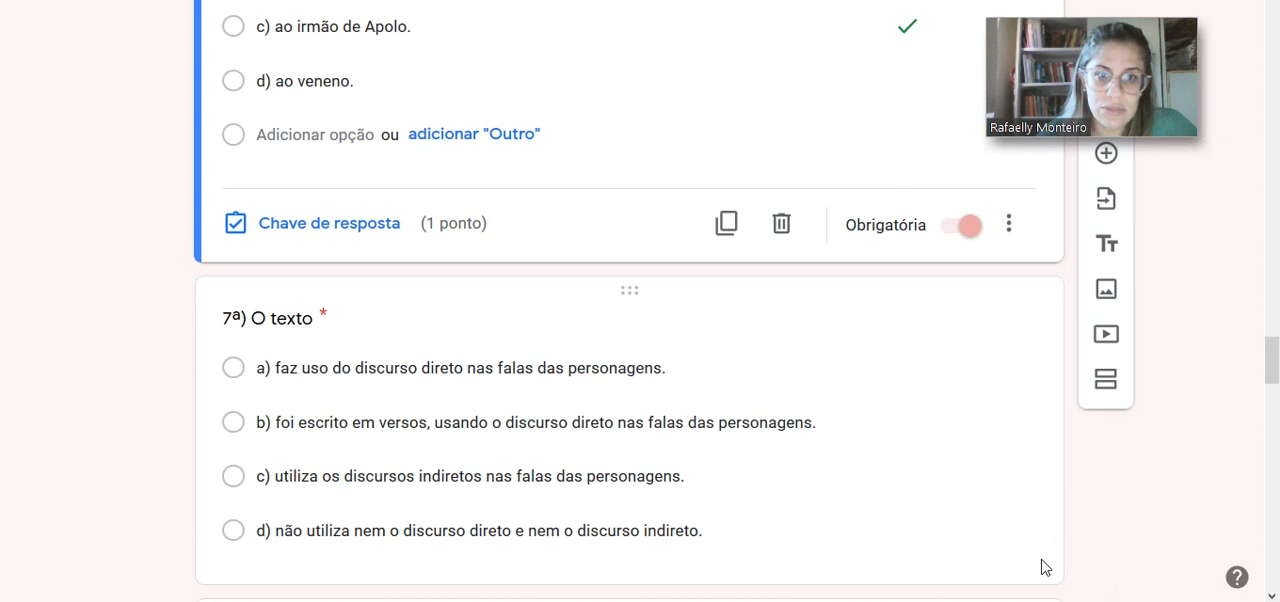 c) ao irmão de Apolo.
d) ao veneno.
Adicionar opção ou adicionar "Outro"
Chave de resposta (1 ponto)
Obrigatória
Rafaelly Monteiro
7ª) O texto *
a) faz uso do discurso direto nas falas das personagens.
b) foi escrito em versos, usando o discurso direto nas falas das personagens.
c) utiliza os discursos indiretos nas falas das personagens.
d) não utiliza nem o discurso direto e nem o discurso indireto.